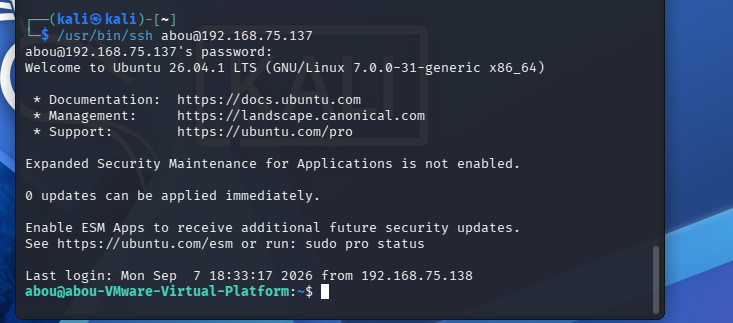 ┌──(kali㉿kali)-[~]
└─$ /usr/bin/ssh abou@192.168.75.137
abou@192.168.75.137's password:
Welcome to Ubuntu 26.04.1 LTS (GNU/Linux 7.0.0-31-generic x86_64)
* Documentation:  https://docs.ubuntu.com
* Management:     https://landscape.canonical.com
* Support:        https://ubuntu.com/pro
Expanded Security Maintenance for Applications is not enabled.
0 updates can be applied immediately.
Enable ESM Apps to receive additional future security updates.
See https://ubuntu.com/esm or run: sudo pro status
Last login: Mon Sep  7 18:33:17 2026 from 192.168.75.138
abou@abou-VMware-Virtual-Platform:~$